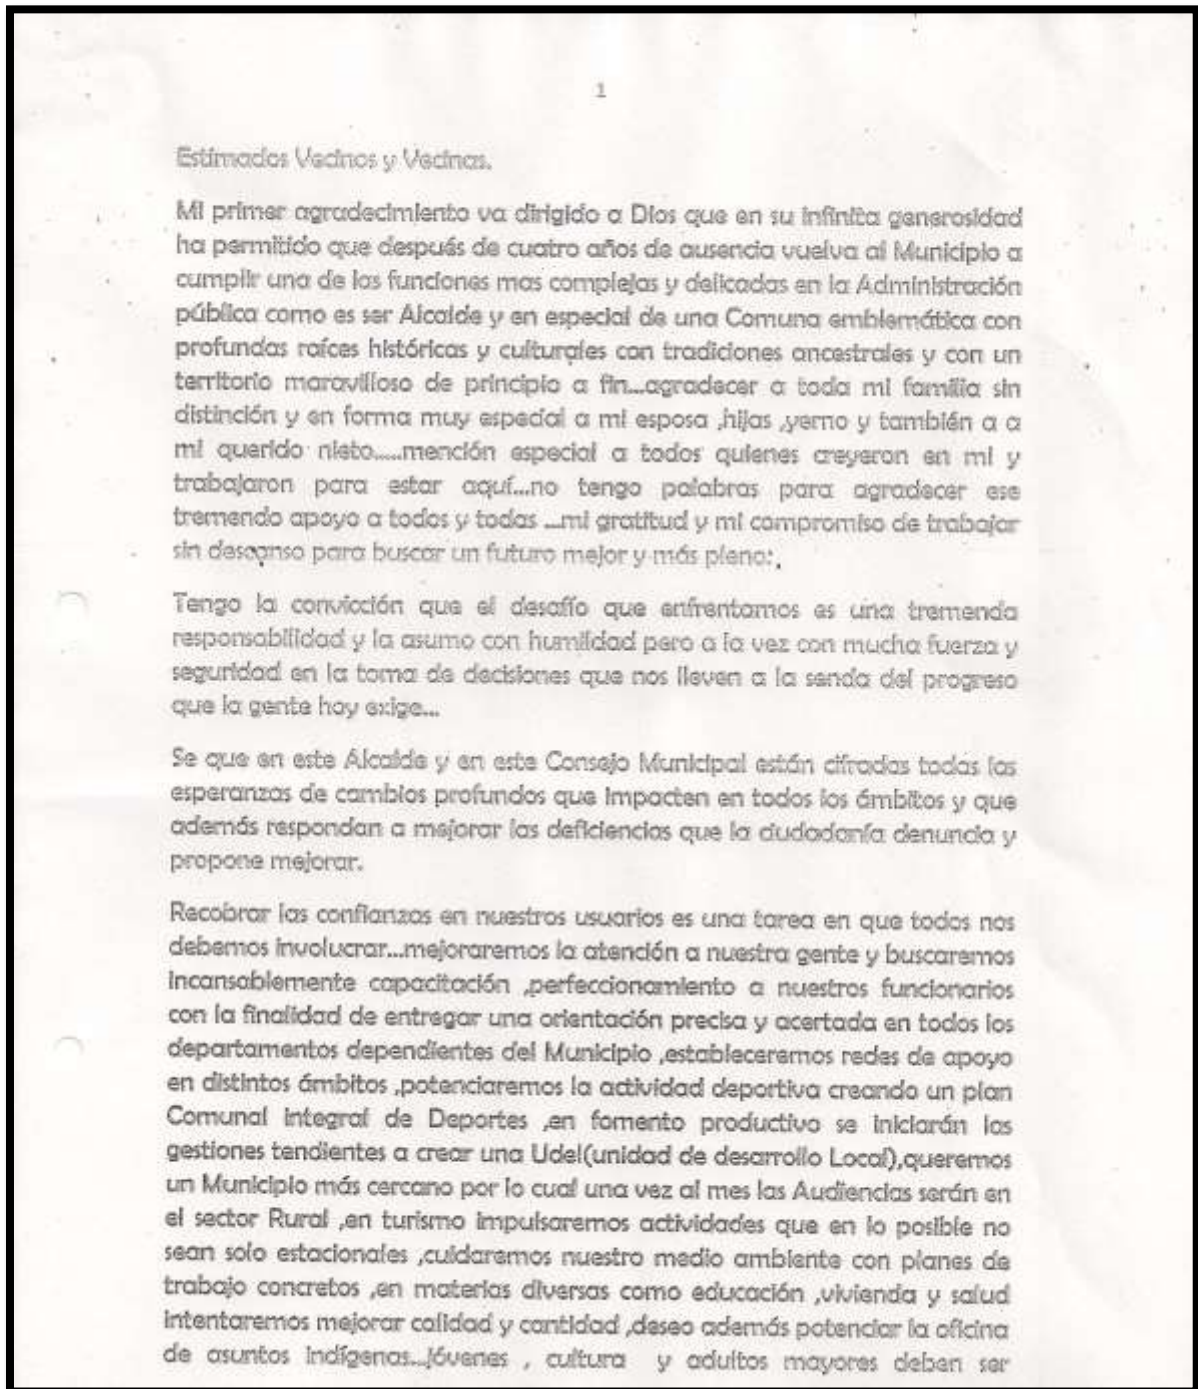 1
Estimados Vecinos y Vecinas.
Mi primer agradecimiento va dirigido a Dios que en su infinita generosidad
ha permitido que después de cuatro años de ausencia vuelva al Municipio a
cumplir una de las funciones mas complejas y delicadas en la Administración
pública como es ser Alcalde y en especial de una Comuna emblemática con
profundas raíces históricas y culturales con tradiciones ancestrales y con un
territorio maravilloso de principio a fin...agradecer a toda mi familia sin
distinción y en forma muy especial a mi esposa ,hijas ,yerno y también a a
mi querido nieto.....mención especial a todos quienes creyeron en mi y
trabajaron para estar aquí...no tengo palabras para agradecer ese
tremendo apoyo a todos y todas ...mi gratitud y mi compromiso de trabajar
sin descanso para buscar un futuro mejor y más pleno:.
Tengo la convicción que el desafío que enfrentamos es una tremenda
responsabilidad y la asumo con humildad pero a la vez con mucha fuerza y
seguridad en la toma de decisiones que nos lleven a la senda del progreso
que la gente hoy exige...
Se que en este Alcalde y en este Consejo Municipal están cifradas todas las
esperanzas de cambios profundos que impacten en todos los ámbitos y que
además respondan a mejorar las deficiencias que la ciudadanía denuncia y
propone mejorar.
Recobrar las confianzas en nuestros usuarios es una tarea en que todos nos
debemos involucrar...mejoraremos la atención a nuestra gente y buscaremos
incansablemente capacitación ,perfeccionamiento a nuestros funcionarios
con la finalidad de entregar una orientación precisa y acertada en todos los
departamentos dependientes del Municipio ,estableceremos redes de apoyo
en distintos ámbitos ,potenciaremos la actividad deportiva creando un plan
Comunal integral de Deportes ,en fomento productivo se iniciarán las
gestiones tendientes a crear una Udel(unidad de desarrollo Local),queremos
un Municipio más cercano por lo cual una vez al mes las Audiencias serán en
el sector Rural ,en turismo impulsaremos actividades que en lo posible no
sean solo estacionales ,cuidaremos nuestro medio ambiente con planes de
trabajo concretos ,en materias diversas como educación ,vivienda y salud
intentaremos mejorar calidad y cantidad ,deseo además potenciar la oficina
de asuntos indígenas...jóvenes , cultura y adultos mayores deben ser